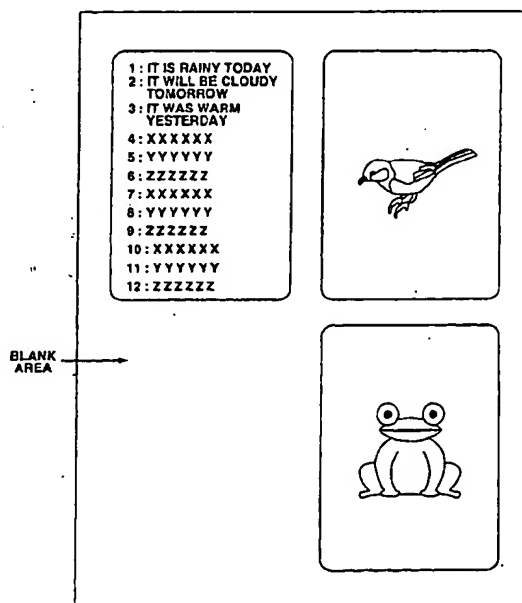 1 : IT IS RAINY TODAY
2 : IT WILL BE CLOUDY
TOMORROW
3 : IT WAS WARM
YESTERDAY
4 : XXXXXX
5 : YYYYYY
6 : ZZZZZZ
7 : XXXXXX
8 : YYYYYY
9 : ZZZZZZ
10 : XXXXXX
11 : YYYYYY
12 : ZZZZZZ
BLANK
AREA